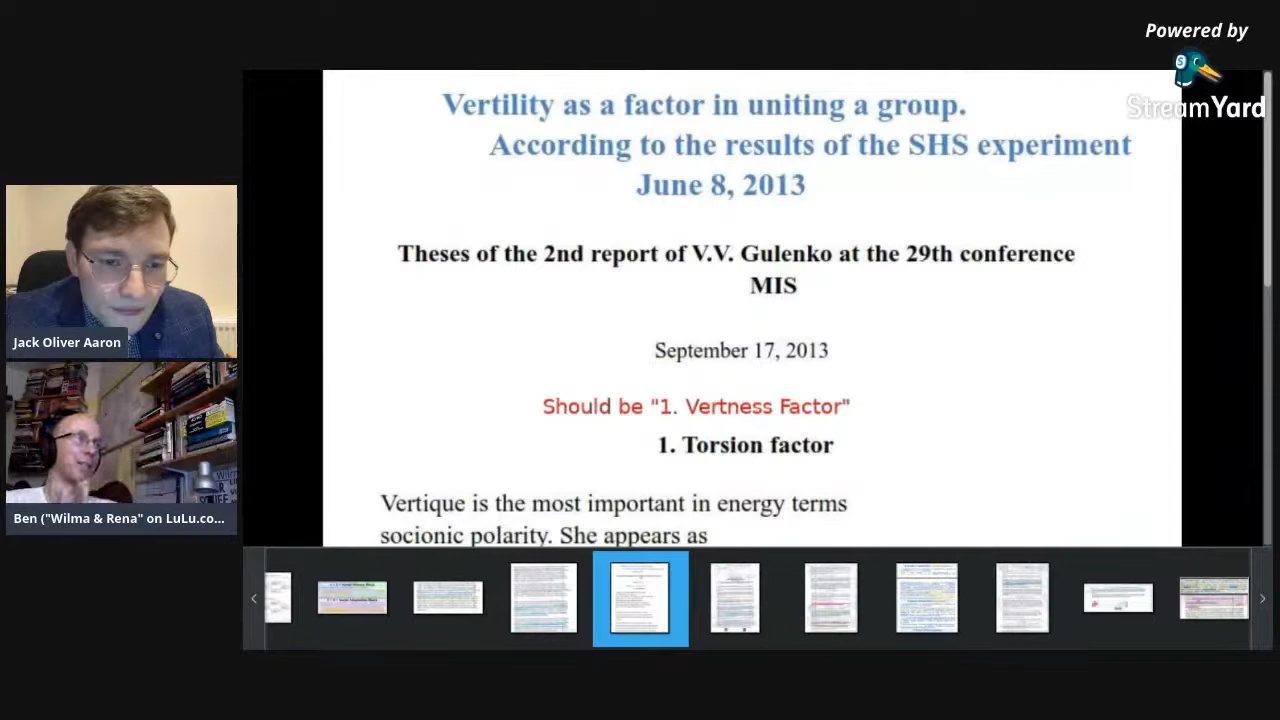 Powered by
StreamYard
Vertility as a factor in uniting a group.
According to the results of the SHS experiment
June 8, 2013
Theses of the 2nd report of V.V. Gulenko at the 29th conference
MIS
September 17, 2013
Should be "1. Vertness Factor"
1. Torsion factor
Vertique is the most important in energy terms
socionic polarity. She appears as
Jack Oliver Aaron
Ben ("Wilma & Rena" on LuLu.co...